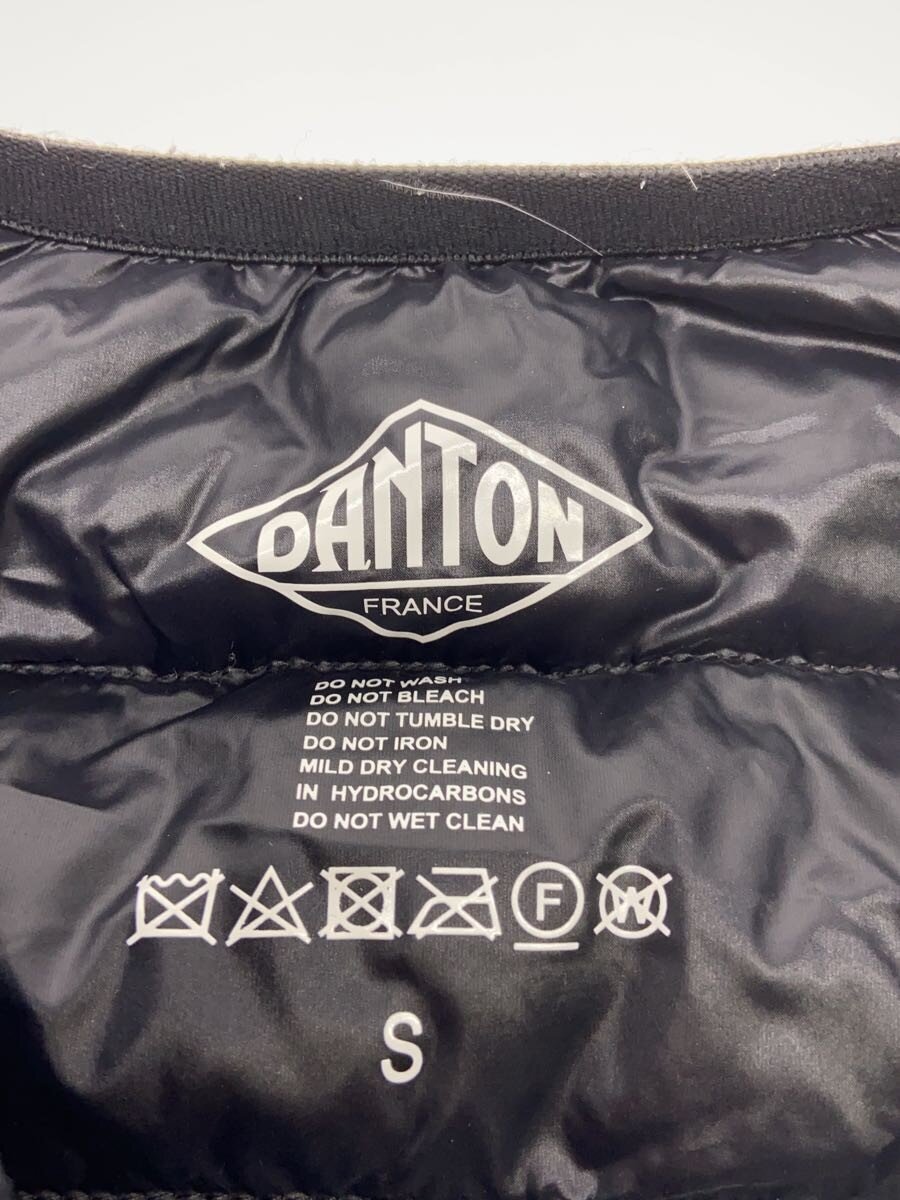 DANTON
FRANCE
DO NOT WASH
DO NOT BLEACH
DO NOT TUMBLE DRY
DO NOT IRON
MILD DRY CLEANING
IN HYDROCARBONS
DO NOT WET CLEAN
F W
S